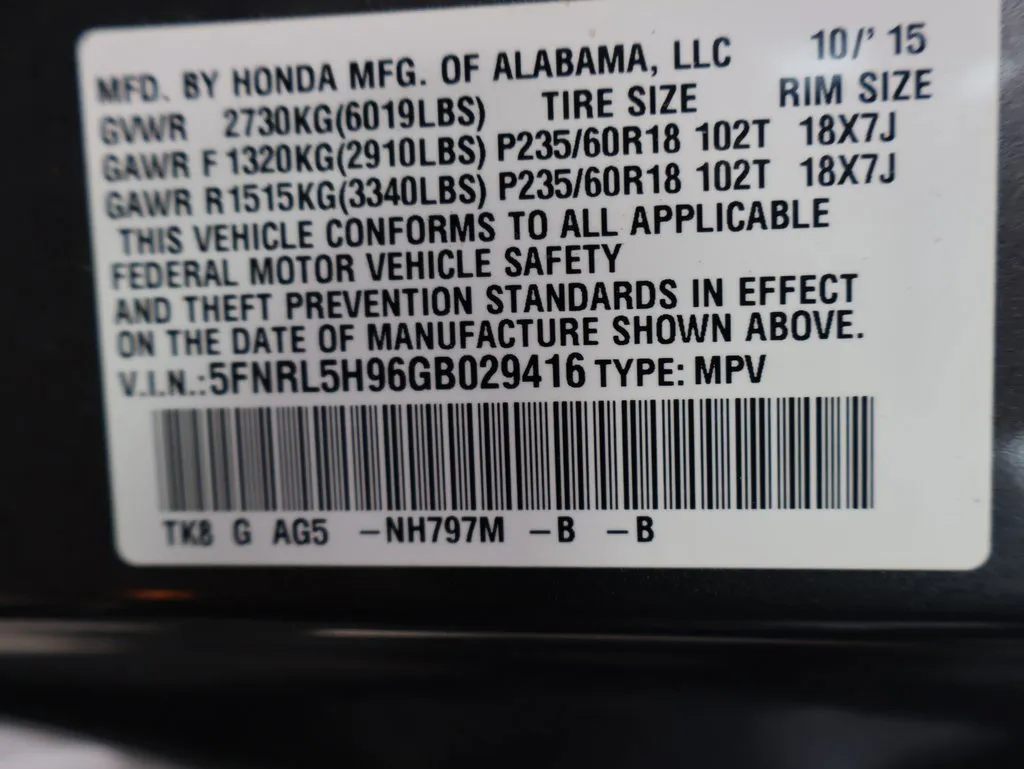 MFD. BY HONDA MFG. OF ALABAMA, LLC 10/' 15
GVWR 2730KG(6019LBS) TIRE SIZE RIM SIZE
GAWR F 1320KG(2910LBS) P235/60R18 102T 18X7J
GAWR R1515KG(3340LBS) P235/60R18 102T 18X7J
THIS VEHICLE CONFORMS TO ALL APPLICABLE
FEDERAL MOTOR VEHICLE SAFETY
AND THEFT PREVENTION STANDARDS IN EFFECT
ON THE DATE OF MANUFACTURE SHOWN ABOVE.
V.I.N.:5FNRL5H96GB029416 TYPE: MPV
TK8 G AG5 -NH797M -B -B